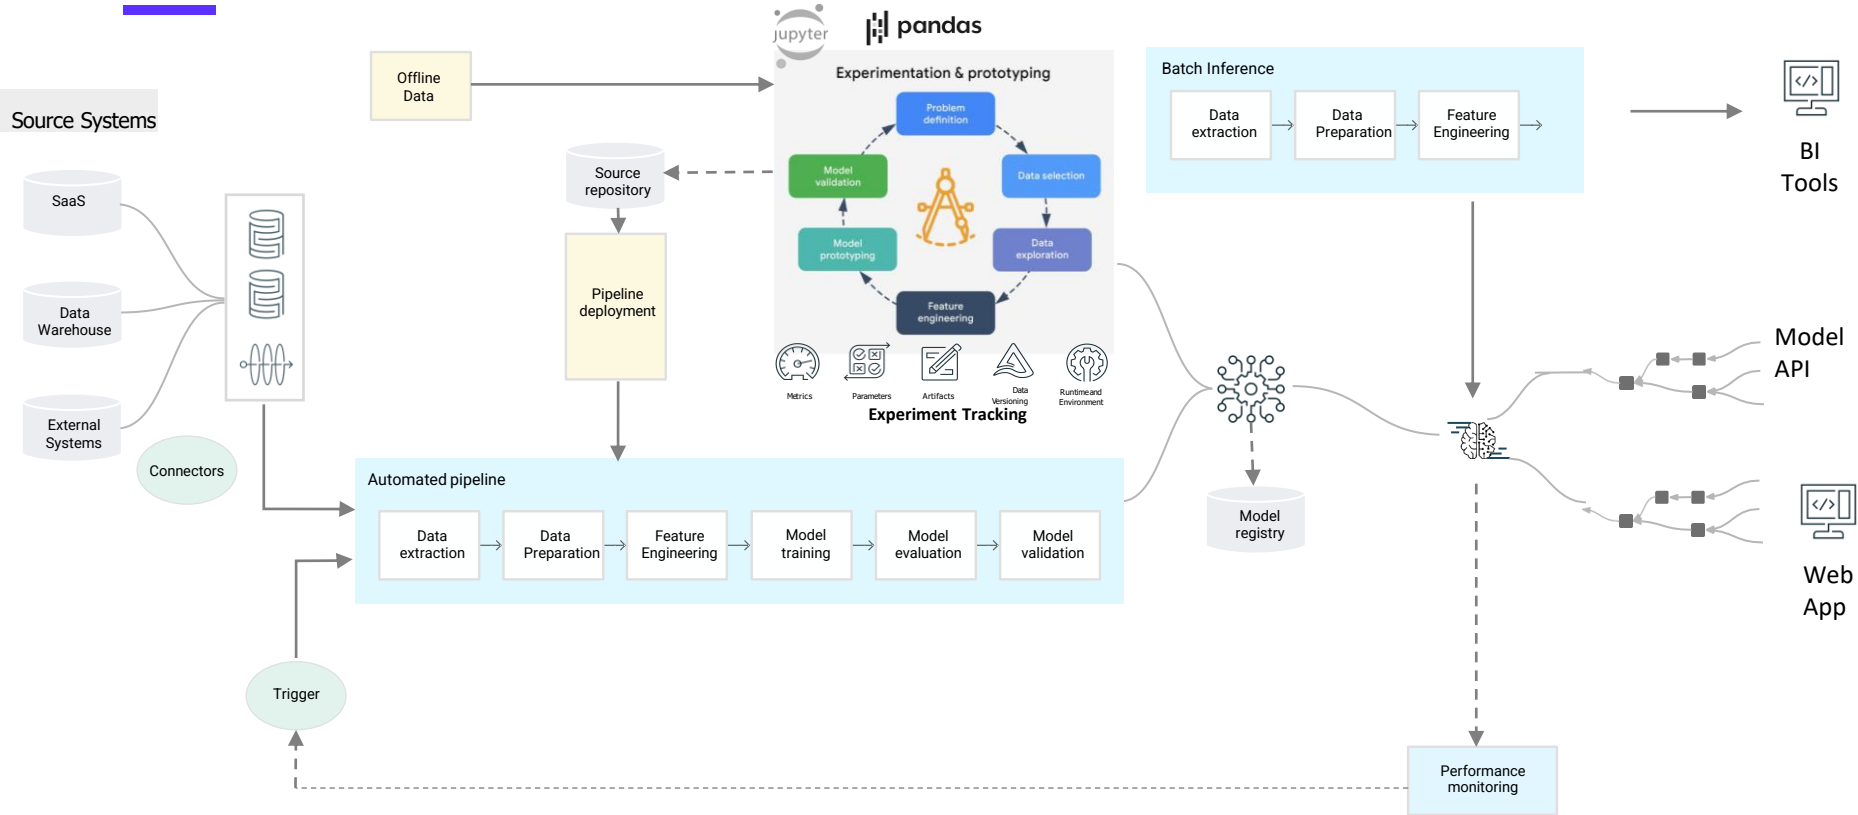 jupyter
pandas
Source Systems
SaaS
Data
Warehouse
External
Systems
Connectors
Offline
Data
Source
repository
Pipeline
deployment
Experimentation & prototyping
Problem
definition
Data selection
Data
exploration
Feature
engineering
Model
prototyping
Model
validation
Metrics
Parameters
Artifacts
Data
Versioning
Runtime and
Environment
Experiment Tracking
Batch Inference
Data
extraction
Data
Preparation
Feature
Engineering
BI
Tools
Model
API
Web
App
Model
registry
Automated pipeline
Data
extraction
Data
Preparation
Feature
Engineering
Model
training
Model
evaluation
Model
validation
Trigger
Performance
monitoring